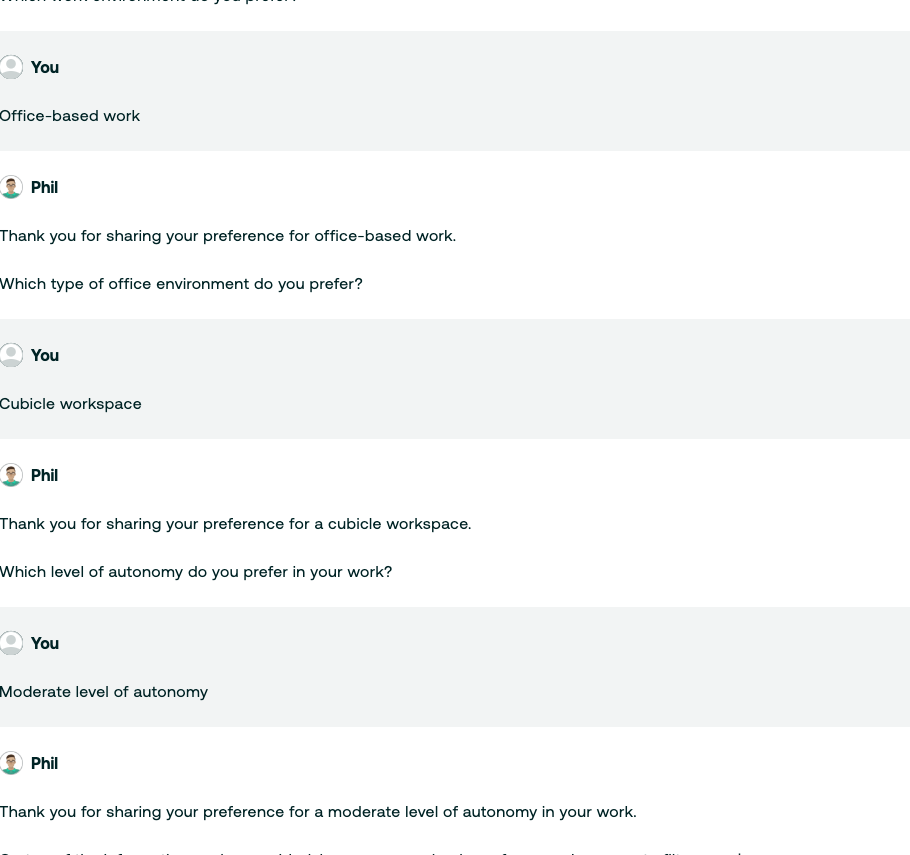 Which work environment do you prefer?
You
Office-based work
Phil
Thank you for sharing your preference for office-based work.
Which type of office environment do you prefer?
You
Cubicle workspace
Phil
Thank you for sharing your preference for a cubicle workspace.
Which level of autonomy do you prefer in your work?
You
Moderate level of autonomy
Phil
Thank you for sharing your preference for a moderate level of autonomy in your work.